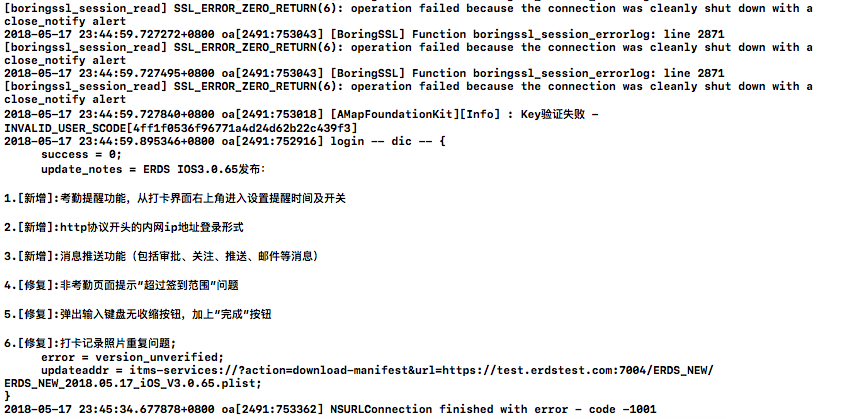 [boringssl_session_read] SSL_ERROR_ZERO_RETURN(6): operation failed because the connection was cleanly shut down with a
close_notify alert
2018-05-17 23:44:59.727272+0800 oa[2491:753043] [BoringSSL] Function boringssl_session_errorlog: line 2871
[boringssl_session_read] SSL_ERROR_ZERO_RETURN(6): operation failed because the connection was cleanly shut down with a
close_notify alert
2018-05-17 23:44:59.727495+0800 oa[2491:753043] [BoringSSL] Function boringssl_session_errorlog: line 2871
[boringssl_session_read] SSL_ERROR_ZERO_RETURN(6): operation failed because the connection was cleanly shut down with a
close_notify alert
2018-05-17 23:44:59.727840+0800 oa[2491:753018] [AMapFoundationKit][Info] : Key验证失败 -
INVALID_USER_SCODE[4ff1f0536f96771a4d24d62b22c439f3]
2018-05-17 23:44:59.895346+0800 oa[2491:752916] login -- dic -- {
success = 0;
update_notes = ERDS IOS3.0.65发布:
1.[新增]:考勤提醒功能，从打卡界面右上角进入设置提醒时间及开关
2.[新增]:http协议开头的内网ip地址登录形式
3.[新增]:消息推送功能（包括审批、关注、推送、邮件等消息）
4.[修复]:非考勤页面提示“超过签到范围”问题
5.[修复]:弹出输入键盘无收缩按钮，加上“完成”按钮
6.[修复]:打卡记录照片重复问题;
error = version_unverified;
updateaddr = itms-services://?action=download-manifest&url=https://test.erdstest.com:7004/ERDS_NEW/
ERDS_NEW_2018.05.17_iOS_V3.0.65.plist;
}
2018-05-17 23:45:34.677878+0800 oa[2491:753362] NSURLConnection finished with error - code -1001